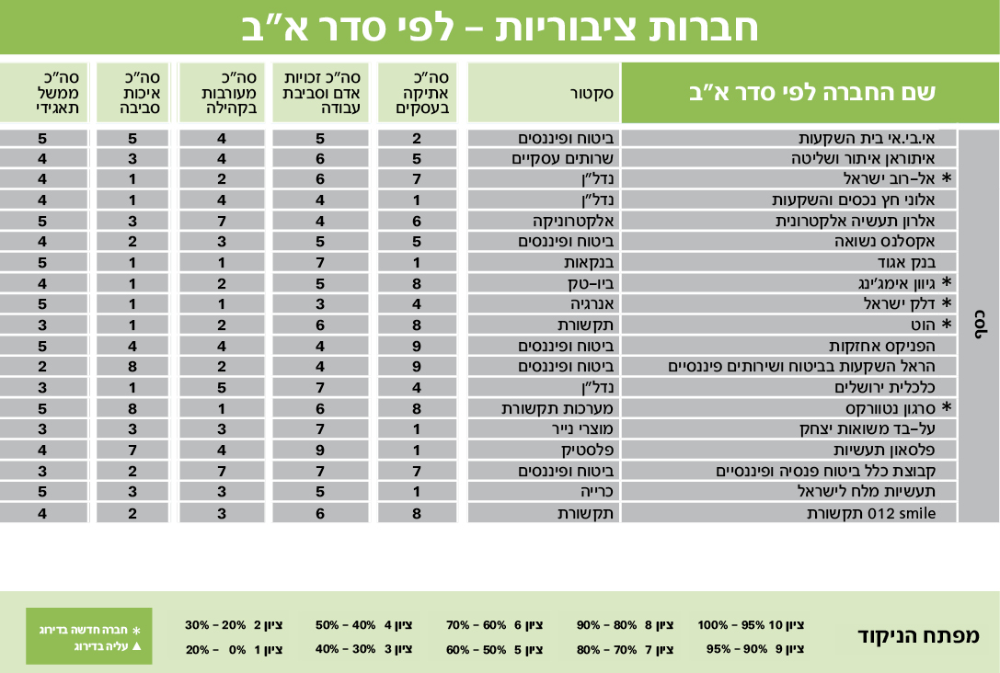 חברות ציבוריות – לפי סדר א"ב
שם החברה לפי סדר א"ב סקטור סה"כ אתיקה בעסקים סה"כ זכויות אדם וסביבת עבודה סה"כ מעורבות בקהילה סה"כ איכות סביבה סה"כ ממשל תאגידי
כסף
אי.בי.אי בית השקעות ביטוח ופיננסים 2 5 4 5 5
איתוראן איתור ושליטה שרותים עסקיים 5 6 4 3 4
* אל-רוב ישראל נדל"ן 7 6 2 1 4
אלוני חץ נכסים והשקעות נדל"ן 1 4 4 1 4
אלרון תעשיה אלקטרונית אלקטרוניקה 6 4 7 3 5
אקסלנס נשואה ביטוח ופיננסים 5 5 3 2 4
בנק אגוד בנקאות 1 7 1 1 5
* גיוון אימג'ינג ביו-טק 8 5 2 1 4
* דלק ישראל אנרגיה 4 3 1 1 5
* הוט תקשורת 8 6 2 1 3
הפניקס אחזקות ביטוח ופיננסים 9 4 4 4 5
הראל השקעות בביטוח ושירותים פיננסיים ביטוח ופיננסים 9 4 2 8 2
כלכלית ירושלים נדל"ן 4 7 5 1 3
* סרגון נטוורקס מערכות תקשורת 8 6 1 8 5
על-בד משואות יצחק מוצרי נייר 1 7 3 3 3
פלסאון תעשיות פלסטיק 1 9 4 7 4
קבוצת כלל ביטוח פנסיה ופיננסיים ביטוח ופיננסים 7 7 7 2 3
תעשיות מלח לישראל כרייה 1 5 3 3 5
012 smile תקשורת תקשורת 8 6 3 2 4
מפתח הניקוד
ציון 10 95% – 100% ציון 8 80% – 90% ציון 6 60% – 70% ציון 4 40% – 50% ציון 2 20% – 30%
ציון 9 90% – 95% ציון 7 70% – 80% ציון 5 50% – 60% ציון 3 30% – 40% ציון 1 0% – 20%
* חברה חדשה בדירוג
▲ עליה בדירוג